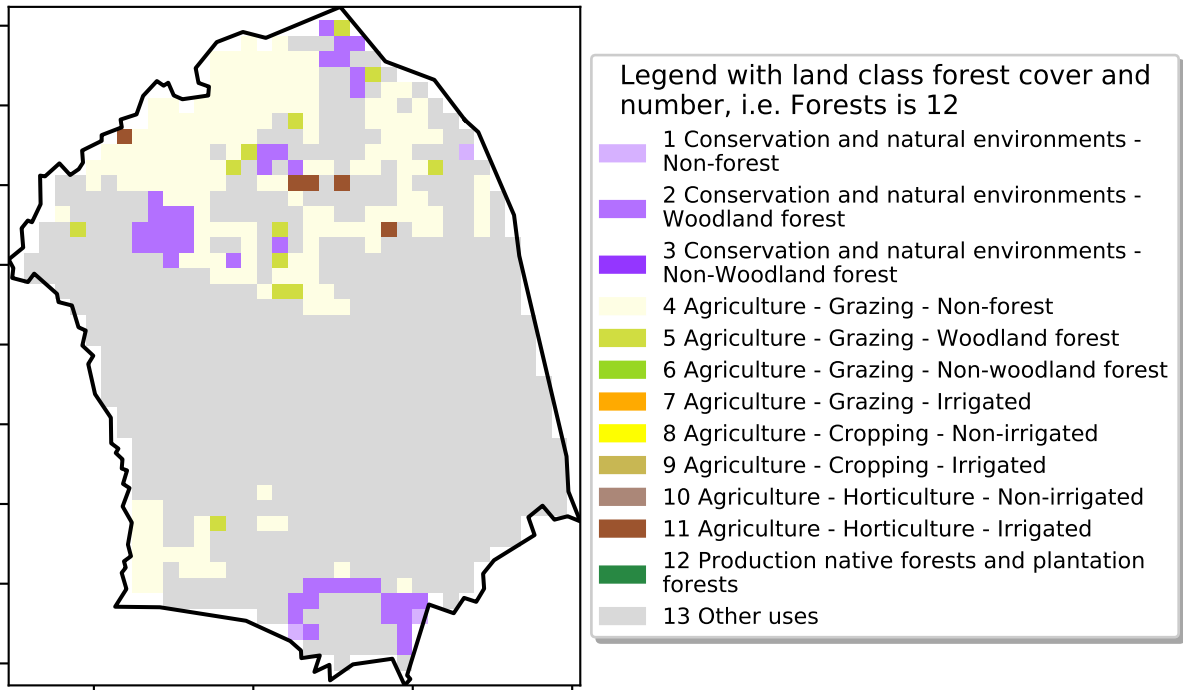 Legend with land class forest cover and
number, i.e. Forests is 12
1 Conservation and natural environments -
Non-forest
2 Conservation and natural environments -
Woodland forest
3 Conservation and natural environments -
Non-Woodland forest
4 Agriculture - Grazing - Non-forest
5 Agriculture - Grazing - Woodland forest
6 Agriculture - Grazing - Non-woodland forest
7 Agriculture - Grazing - Irrigated
8 Agriculture - Cropping - Non-irrigated
9 Agriculture - Cropping - Irrigated
10 Agriculture - Horticulture - Non-irrigated
11 Agriculture - Horticulture - Irrigated
12 Production native forests and plantation
forests
13 Other uses